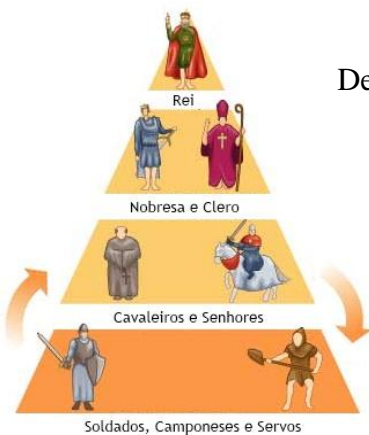 Rei
De
Nobresa e Clero
Cavaleiros e Senhores
Soldados, Camponeses e Servos